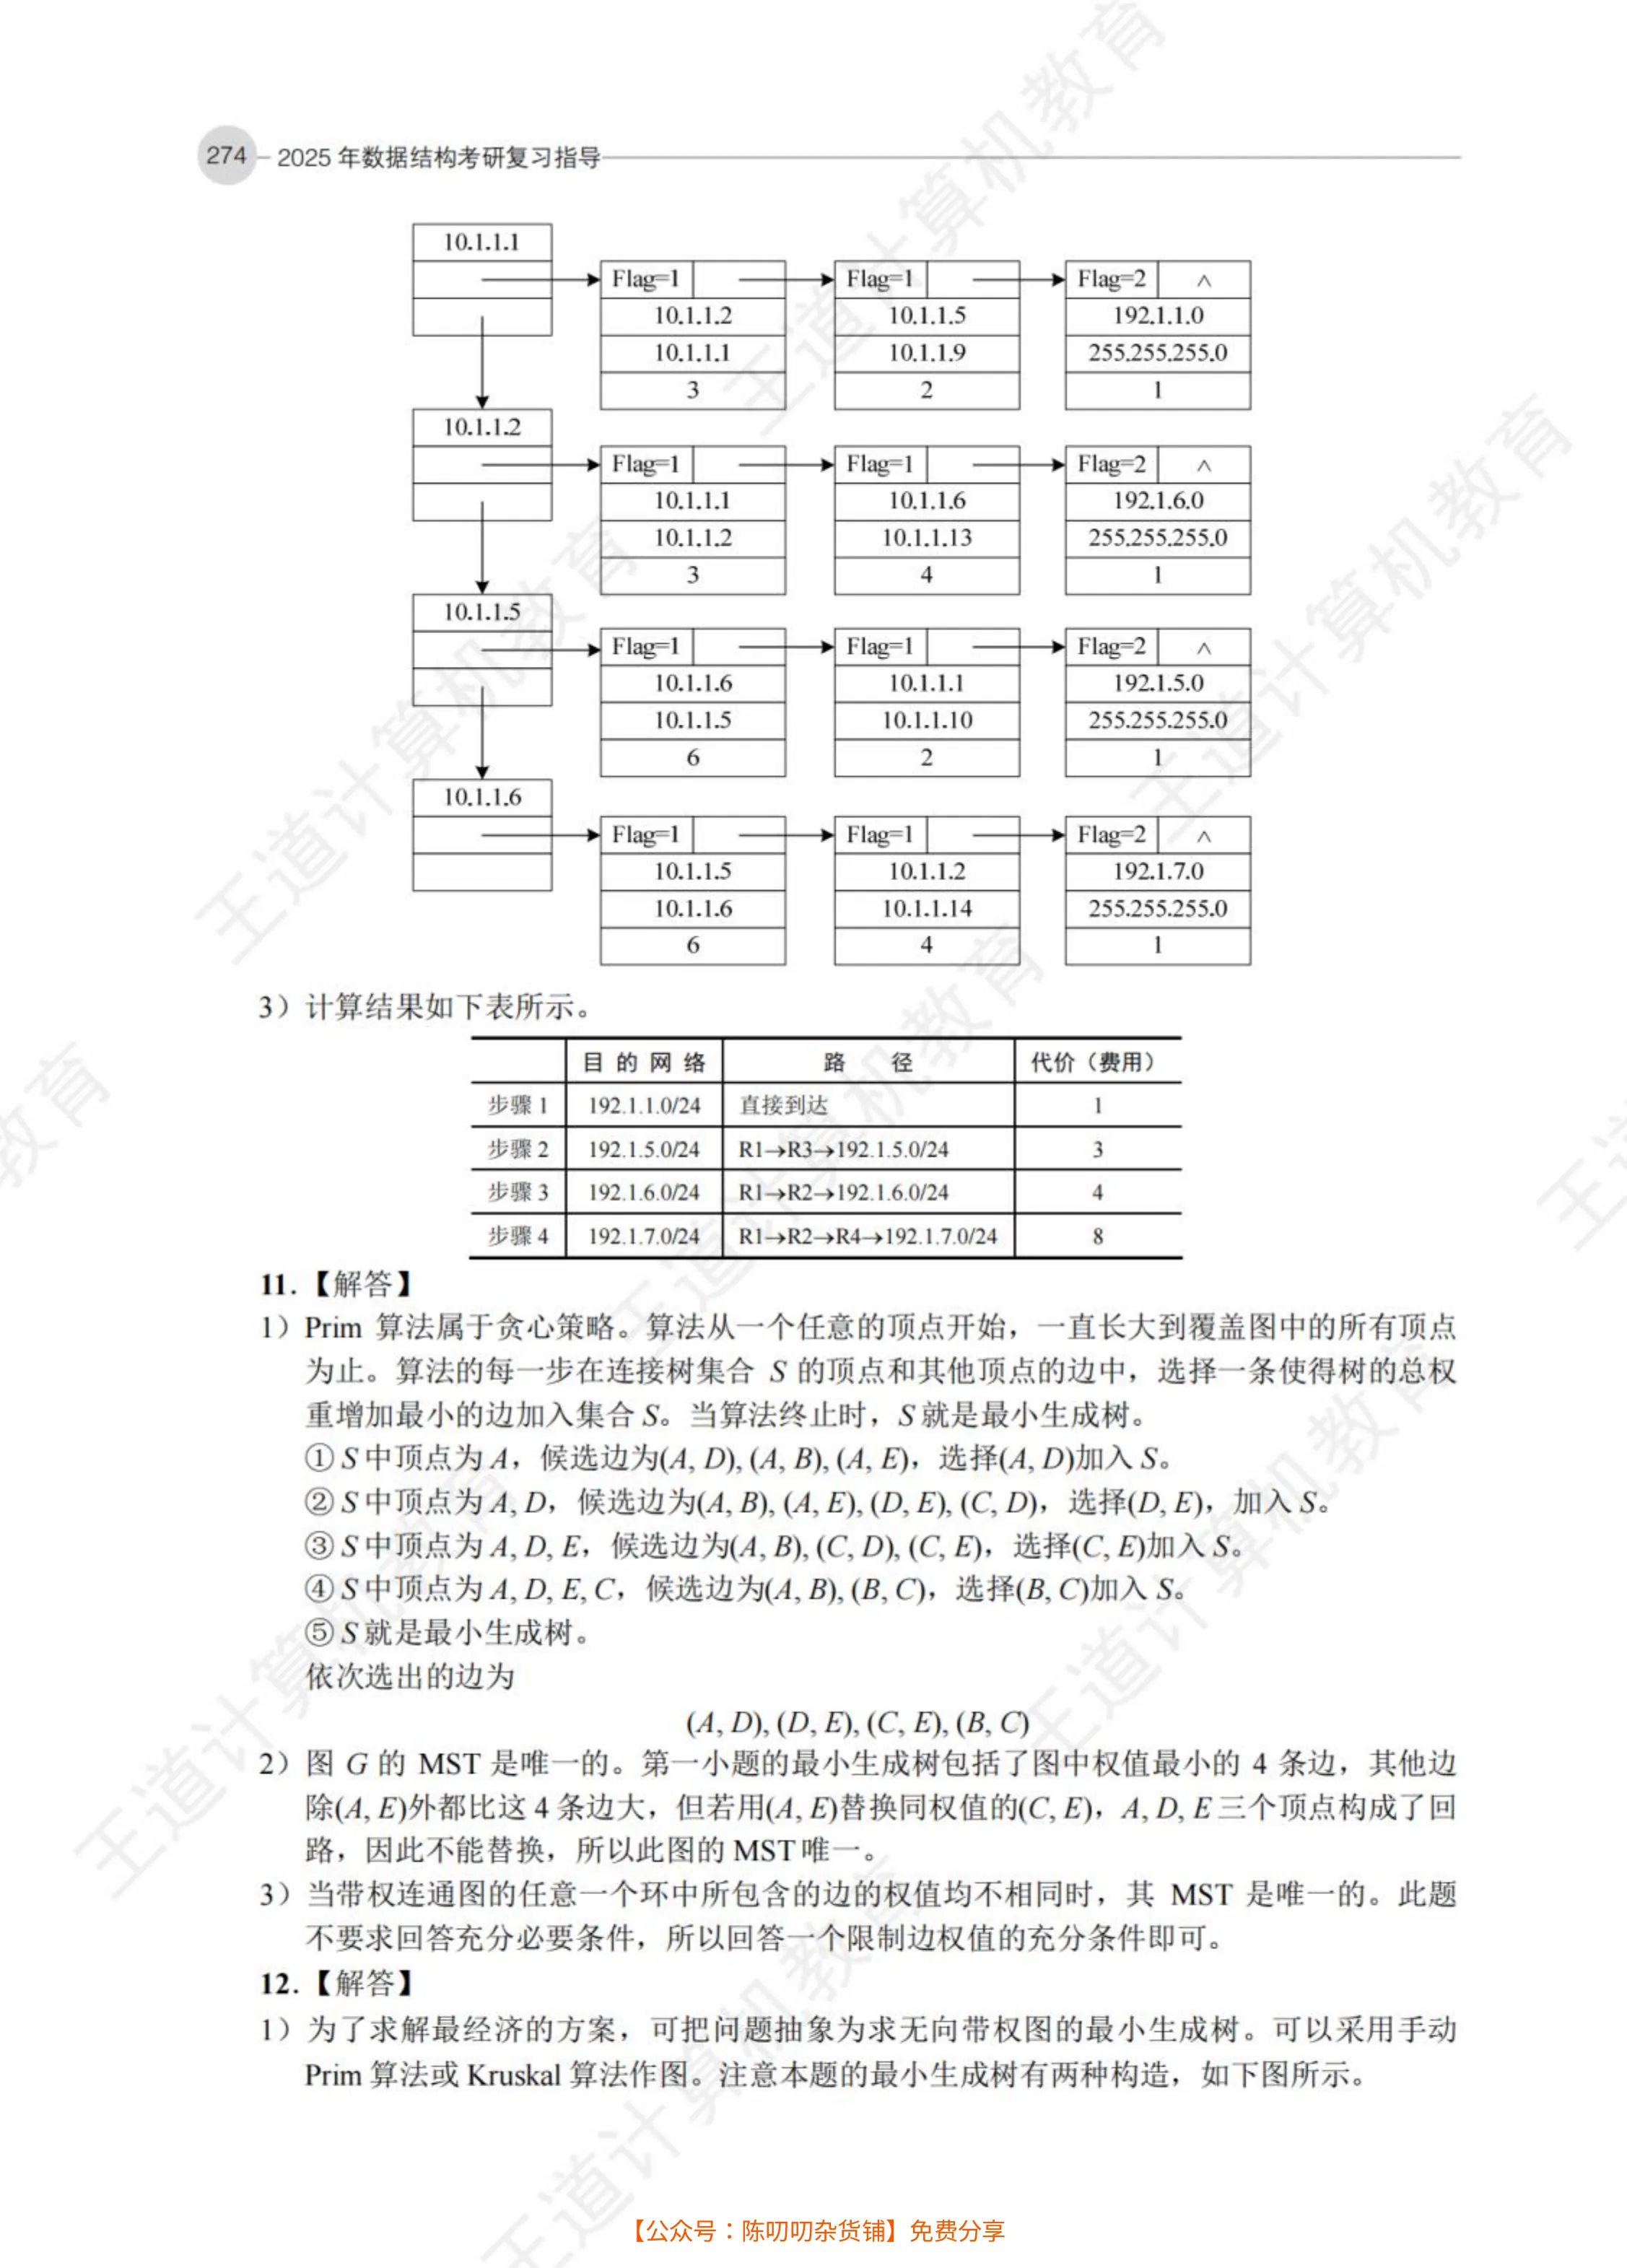 274 2025 年数据结构考研复习指导
10.1.1.1
Flag=1 Flag=1 Flag=2 ∧
10.1.1.2 10.1.1.5 192.1.1.0
10.1.1.1 10.1.1.9 255.255.255.0
3 2 1
10.1.1.2
Flag=1 Flag=1 Flag=2 ∧
10.1.1.1 10.1.1.6 192.1.6.0
10.1.1.2 10.1.1.13 255.255.255.0
3 4 1
10.1.1.5
Flag=1 Flag=1 Flag=2 ∧
10.1.1.6 10.1.1.1 192.1.5.0
10.1.1.5 10.1.1.10 255.255.255.0
6 2 1
10.1.1.6
Flag=1 Flag=1 Flag=2 ∧
10.1.1.5 10.1.1.2 192.1.7.0
10.1.1.6 10.1.1.14 255.255.255.0
6 4 1
3）计算结果如下表所示。
目的网络 路径 代价（费用）
步骤 1 192.1.1.0/24 直接到达 1
步骤 2 192.1.5.0/24 R1→R3→192.1.5.0/24 3
步骤 3 192.1.6.0/24 R1→R2→192.1.6.0/24 4
步骤 4 192.1.7.0/24 R1→R2→R4→192.1.7.0/24 8
11.【解答】
1）Prim 算法属于贪心策略。算法从一个任意的顶点开始，一直长大到覆盖图中的所有顶点
为止。算法的每一步在连接树集合 S 的顶点和其他顶点的边中，选择一条使得树的总权
重增加最小的边加入集合 S。当算法终止时，S 就是最小生成树。
① S 中顶点为 A，候选边为(A, D), (A, B), (A, E)，选择(A, D)加入 S。
② S 中顶点为 A, D，候选边为(A, B), (A, E), (D, E), (C, D)，选择(D, E)，加入 S。
③ S 中顶点为 A, D, E，候选边为(A, B), (C, D), (C, E)，选择(C, E)加入 S。
④ S 中顶点为 A, D, E, C，候选边为(A, B), (B, C)，选择(B, C)加入 S。
⑤ S 就是最小生成树。
依次选出的边为
(A, D), (D, E), (C, E), (B, C)
2）图 G 的 MST 是唯一的。第一小题的最小生成树包括了图中权值最小的 4 条边，其他边
除(A, E)外都比这 4 条边大，但若用(A, E)替换同权值的(C, E)，A, D, E 三个顶点构成了回
路，因此不能替换，所以此图的 MST 唯一。
3）当带权连通图的任意一个环中所包含的边的权值均不相同时，其 MST 是唯一的。此题
不要求回答充分必要条件，所以回答一个限制边权值的充分条件即可。
12.【解答】
1）为了求解最经济的方案，可把问题抽象为求无向带权图的最小生成树。可以采用手动
Prim 算法或 Kruskal 算法作图。注意本题的最小生成树有两种构造，如下图所示。
【公众号：陈叨叨杂货铺】免费分享
王道计算机教育